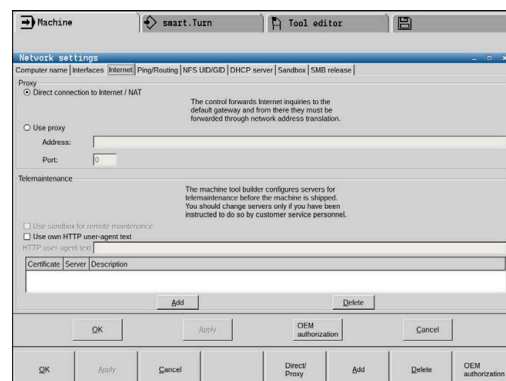 Machine
smart.Turn
Tool editor
Network settings
Computer name Interfaces Internet Ping/Routing NFS UID/GID DHCP server Sandbox SMB release
Proxy
Direct connection to Internet / NAT
The control forwards Internet inquiries to the
default gateway and from there they must be
forwarded through network address translation.
Use proxy
Address:
Port: 0
Telemaintenance
The machine tool builder configures servers for
telemaintenance before the machine is shipped.
You should change servers only if you have been
instructed to do so by customer service personnel.
Use sandbox for remote maintenance
Use own HTTP user-agent text
HTTP user agent text
Certificate Server Description
Add Delete
OK Apply OEM authorization Cancel
OK Apply Cancel Direct/ Proxy Add Delete OEM authorization